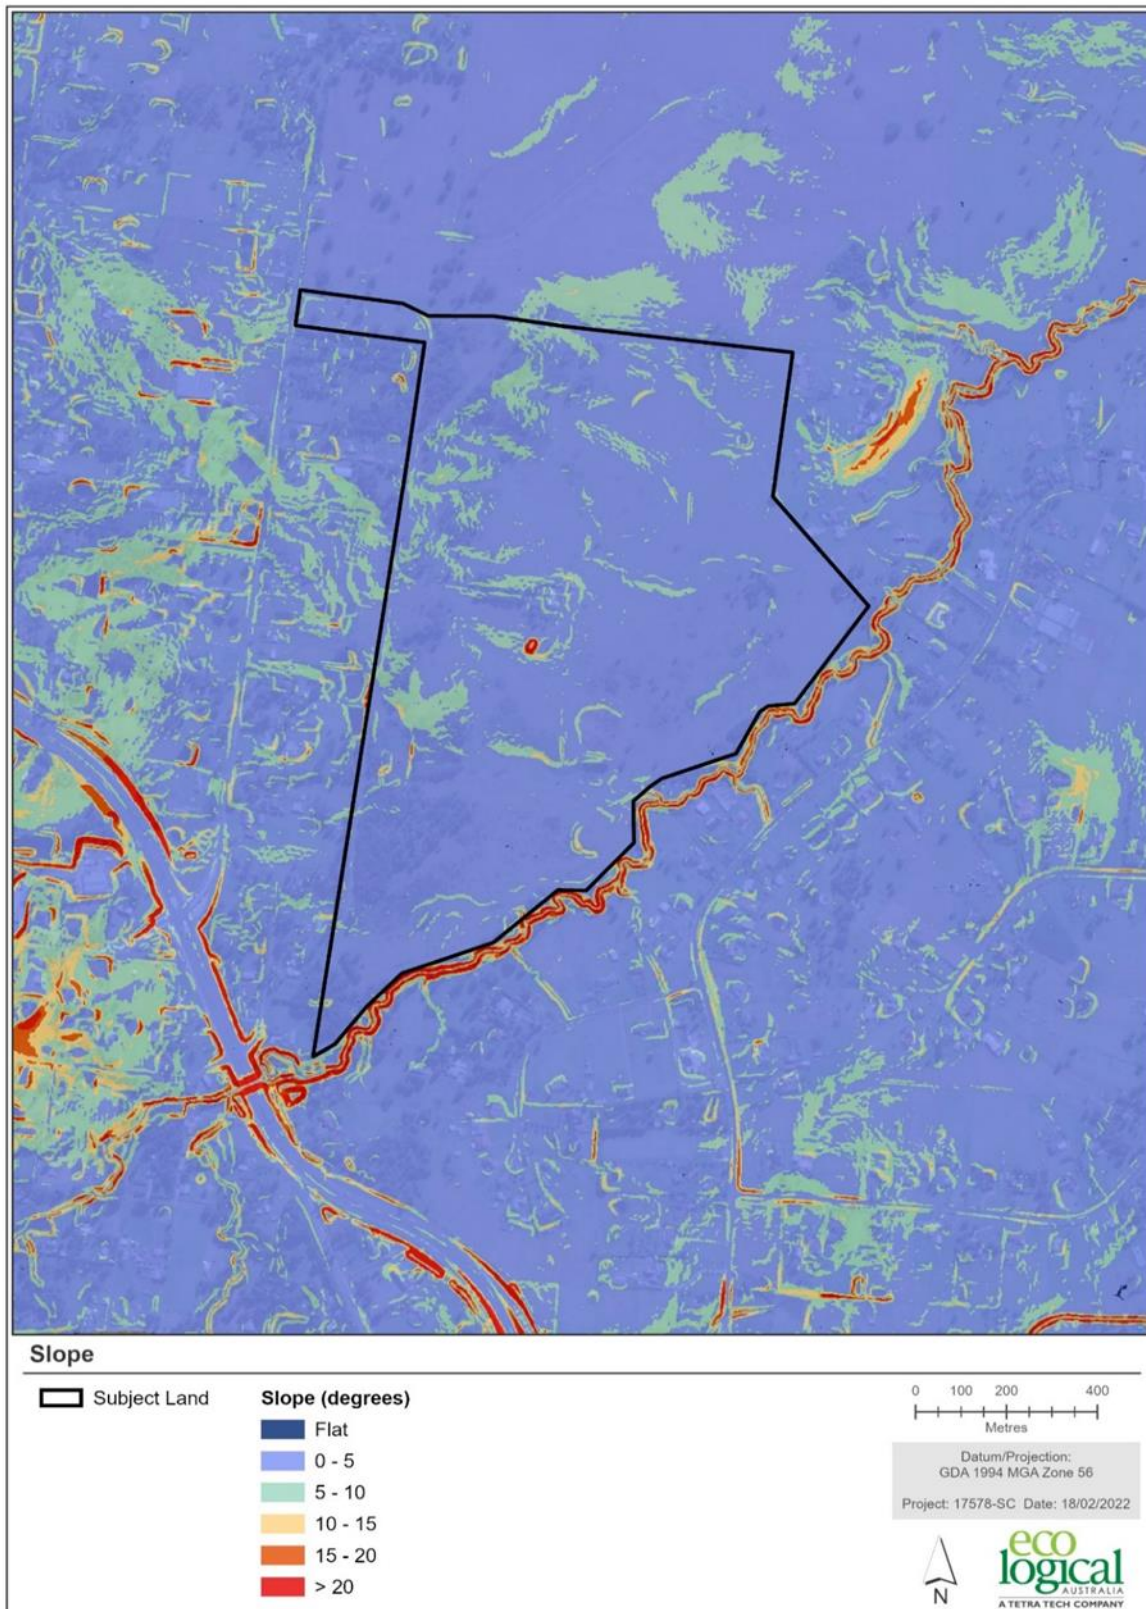 Slope
Subject Land
Slope (degrees)
Flat
0 - 5
5 - 10
10 - 15
15 - 20
> 20
0 100 200 400
Metres
Datum/Projection:
GDA 1994 MGA Zone 56
Project: 17578-SC Date: 18/02/2022
N
eco
logical
AUSTRALIA
A TETRA TECH COMPANY